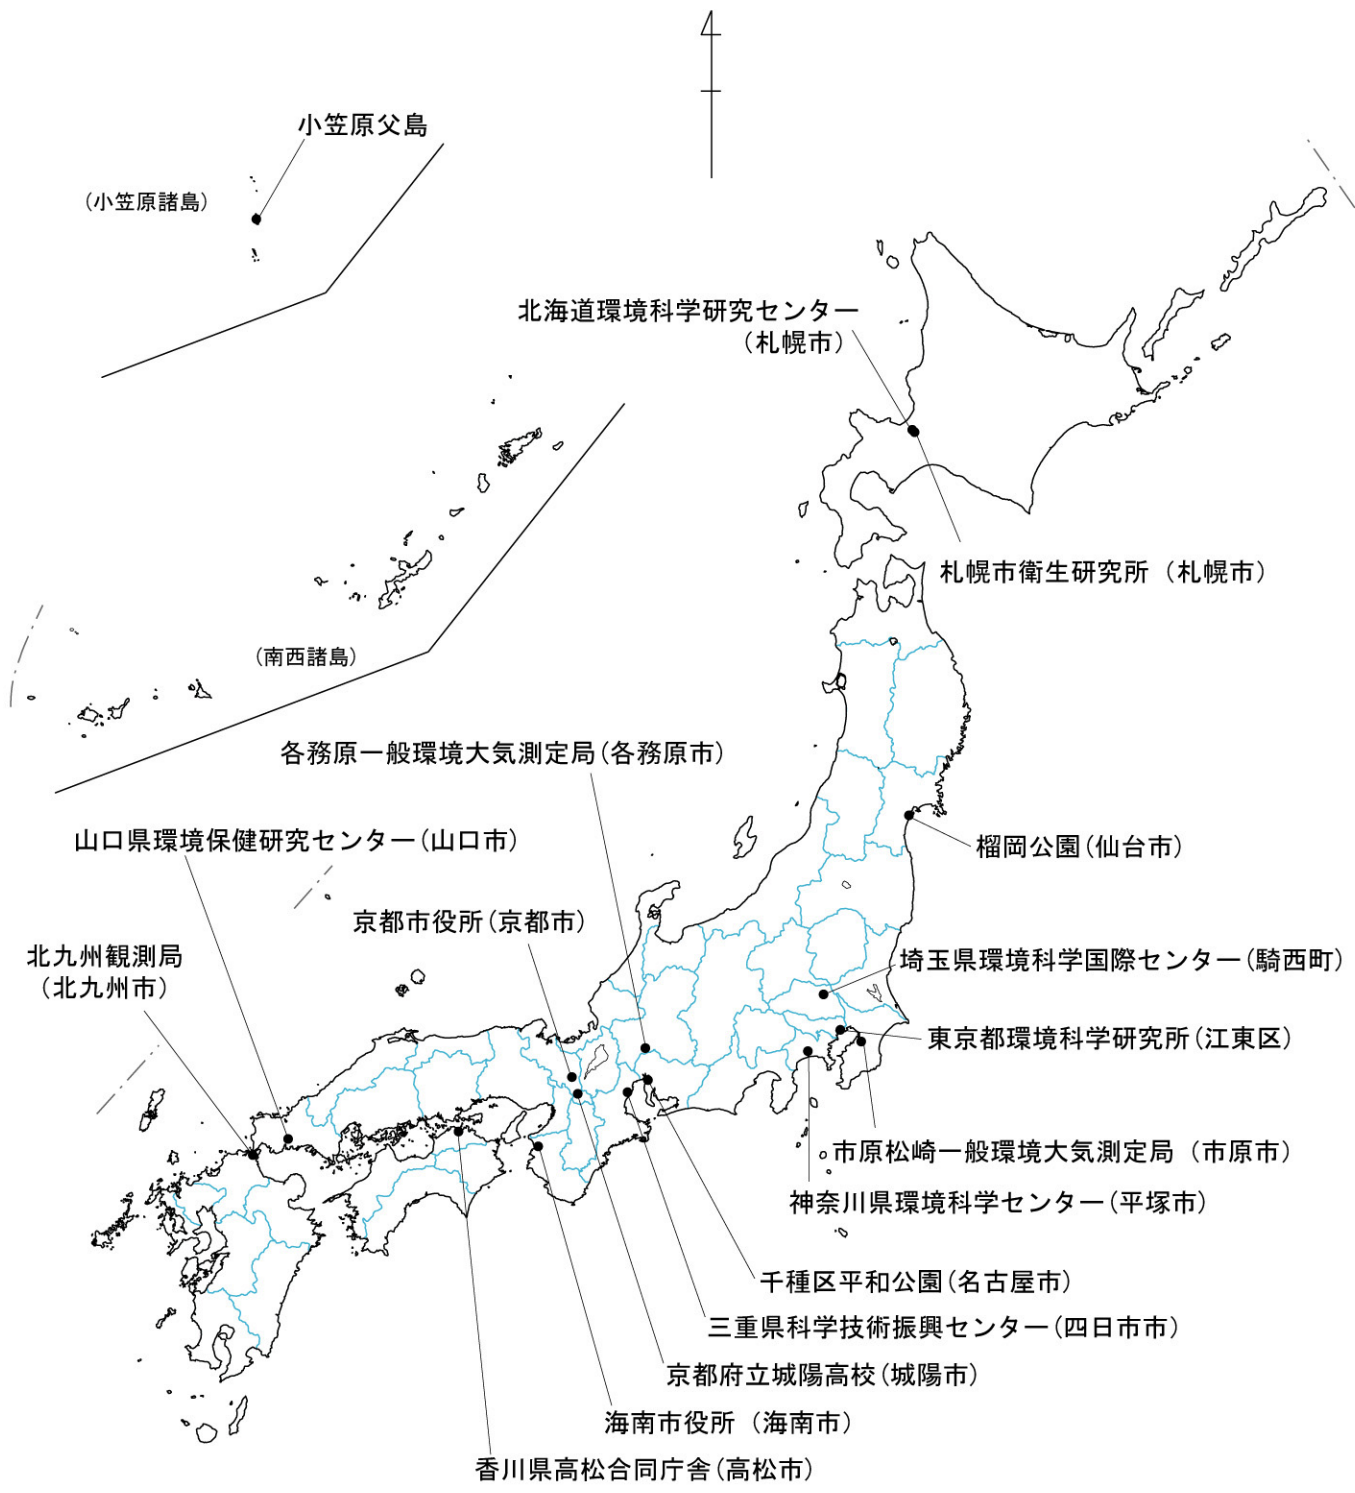 小笠原父島
(小笠原諸島)
北海道環境科学研究センター
（札幌市）
札幌市衛生研究所（札幌市）
(南西諸島)
各務原一般環境大気測定局(各務原市)
山口県環境保健研究センター(山口市)
榴岡公園(仙台市)
京都市役所(京都市)
北九州観測局
（北九州市）
埼玉県環境科学国際センター(騎西町)
東京都環境科学研究所(江東区)
市原松崎一般環境大気測定局（市原市）
神奈川県環境科学センター(平塚市)
千種区平和公園(名古屋市)
三重県科学技術振興センター(四日市市)
京都府立城陽高校(城陽市)
海南市役所（海南市）
香川県高松合同庁舎(高松市)